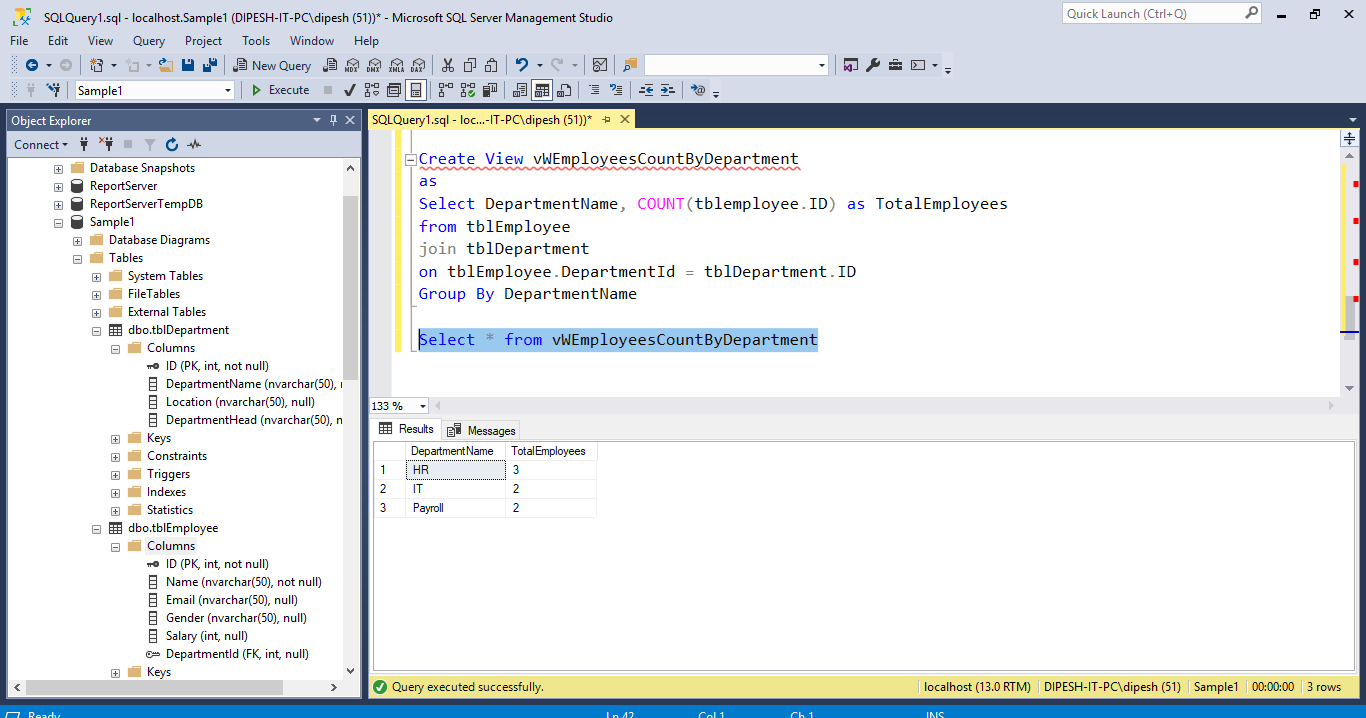 SQLQuery1.sql - localhost.Sample1 (DIPESH-IT-PC\dipesh (51))* - Microsoft SQL Server Management Studio
Quick Launch (Ctrl+Q)
File Edit View Query Project Tools Window Help
New Query MDX DMX XMLA DAX
Sample1 Execute
Object Explorer
Connect
Database Snapshots
ReportServer
ReportServerTempDB
Sample1
Database Diagrams
Tables
System Tables
FileTables
External Tables
dbo.tblDepartment
Columns
ID (PK, int, not null)
DepartmentName (nvarchar(50),
Location (nvarchar(50), null)
DepartmentHead (nvarchar(50), n
Keys
Constraints
Triggers
Indexes
Statistics
dbo.tblEmployee
Columns
ID (PK, int, not null)
Name (nvarchar(50), not null)
Email (nvarchar(50), null)
Gender (nvarchar(50), null)
Salary (int, null)
DepartmentId (FK, int, null)
Keys
SQLQuery1.sql - loc...-IT-PC\dipesh (51))*
Create View vWEmployeesCountByDepartment
as
Select DepartmentName, COUNT(tblemployee.ID) as TotalEmployees
from tblEmployee
join tblDepartment
on tblEmployee.DepartmentId = tblDepartment.ID
Group By DepartmentName
Select * from vWEmployeesCountByDepartment
133 %
Results Messages
DepartmentName TotalEmployees
1 HR 3
2 IT 2
3 Payroll 2
Query executed successfully. localhost (13.0 RTM) DIPESH-IT-PC\dipesh (51) Sample1 00:00:00 3 rows
Ready Ln 42 Col 1 Ch 1 INS